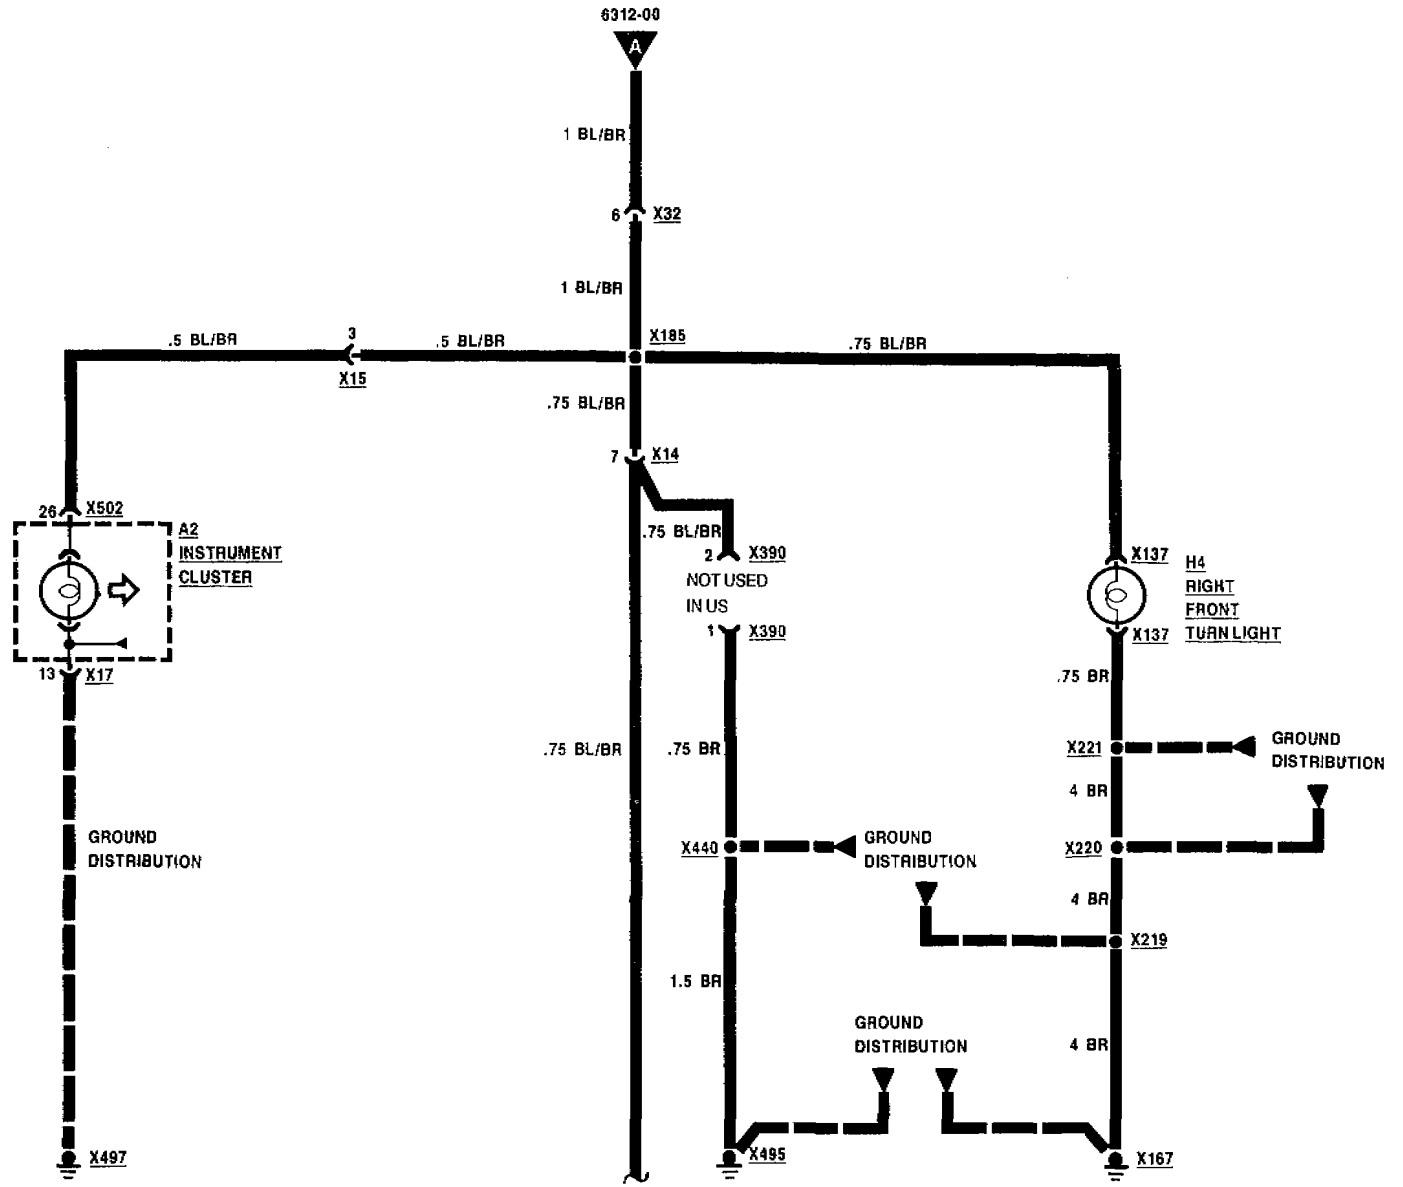 6312-00
A
1 BL/BR
6 X32
1 BL/BR
X185
.5 BL/BR
3
.5 BL/BR
.75 BL/BR
X15
.75 BL/BR
7 X14
26 X502
A2
INSTRUMENT
CLUSTER
13 X17
.75 BL/BR
2 X390
NOT USED
IN US
1 X390
X137
H4
RIGHT
FRONT
TURN LIGHT
X137
.75 BR
.75 BL/BR
.75 BR
X221
GROUND
DISTRIBUTION
4 BR
GROUND
DISTRIBUTION
X440
GROUND
DISTRIBUTION
X220
4 BR
X219
1.5 BR
GROUND
DISTRIBUTION
4 BR
X497
X495
X167